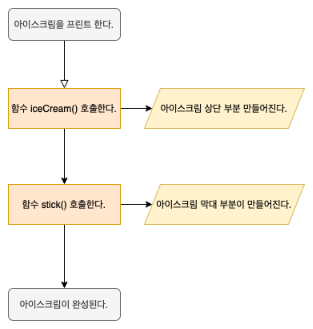 아이스크림을 프린트 한다.
함수 iceCream() 호출한다.
아이스크림 상단 부분 만들어진다.
함수 stick() 호출한다.
아이스크림 막대 부분이 만들어진다.
아이스크림이 완성된다.